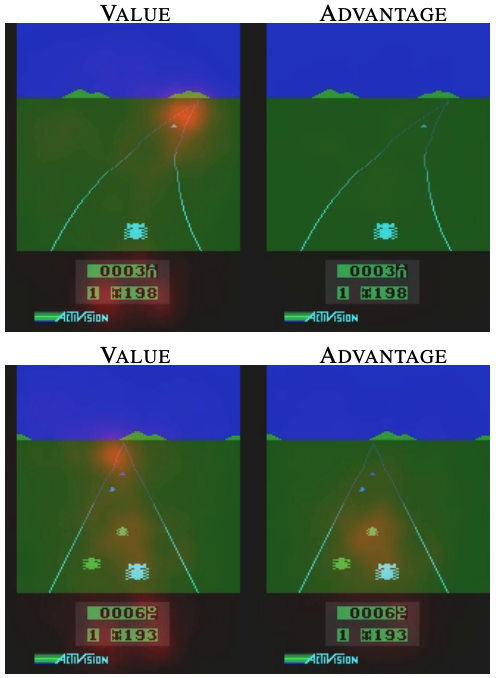 VALUE ADVANTAGE
0003 0003
1 198 1 198
ACTIVISION ACTIVISION
VALUE ADVANTAGE
0006 0006
1 193 1 193
ACTIVISION ACTIVISION